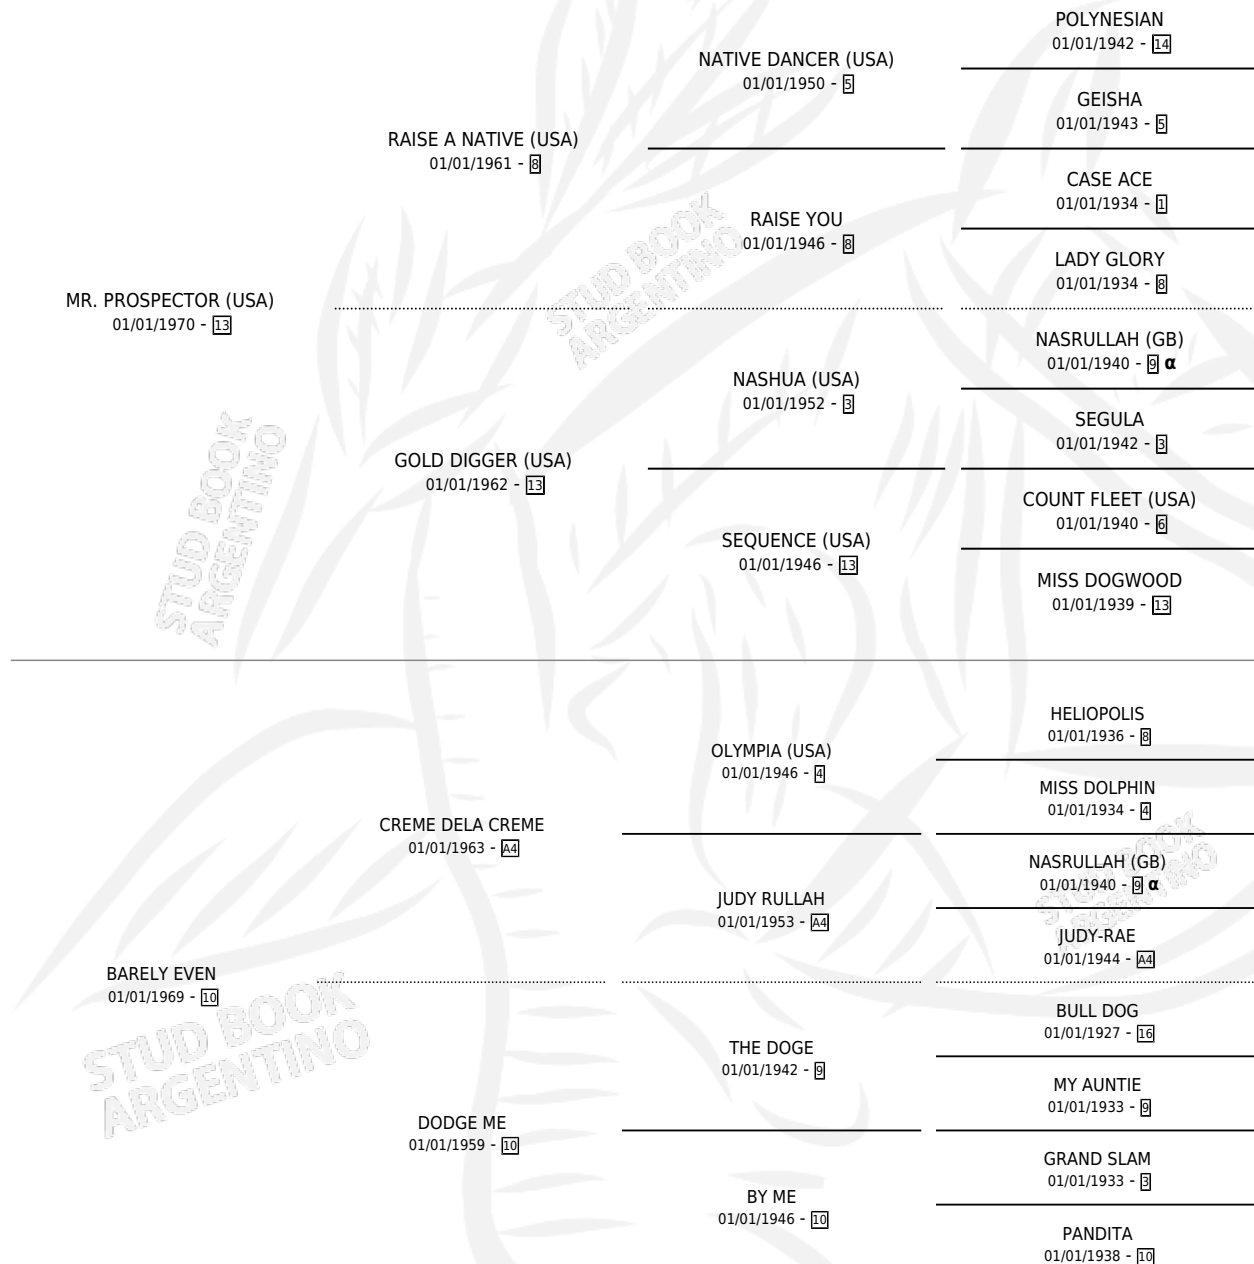 POLYNESIAN
01/01/1942 - 14
NATIVE DANCER (USA)
01/01/1950 - 5
GEISHA
01/01/1943 - 5
RAISE A NATIVE (USA)
01/01/1961 - 8
CASE ACE
01/01/1934 - 1
RAISE YOU
01/01/1946 - 8
LADY GLORY
01/01/1934 - 8
STUD BOOK
ARGENTINO
MR. PROSPECTOR (USA)
01/01/1970 - 13
NASRULLAH (GB)
01/01/1940 - 9 α
NASHUA (USA)
01/01/1952 - 3
SEGULA
01/01/1942 - 3
GOLD DIGGER (USA)
01/01/1962 - 13
COUNT FLEET (USA)
01/01/1940 - 6
SEQUENCE (USA)
01/01/1946 - 13
MISS DOGWOOD
01/01/1939 - 13
STUD BOOK
ARGENTINO
HELIOPOLIS
01/01/1936 - 8
OLYMPIA (USA)
01/01/1946 - 4
MISS DOLPHIN
01/01/1934 - 4
CREME DELA CREME
01/01/1963 - A4
NASRULLAH (GB)
01/01/1940 - 9 α
JUDY RULLAH
01/01/1953 - A4
JUDY-RAE
01/01/1944 - A4
STUD BOOK
ARGENTINO
BARELY EVEN
01/01/1969 - 10
BULL DOG
01/01/1927 - 16
THE DOGE
01/01/1942 - 9
MY AUNTIE
01/01/1933 - 9
DODGE ME
01/01/1959 - 10
GRAND SLAM
01/01/1933 - 3
BY ME
01/01/1946 - 10
PANDITA
01/01/1938 - 10
STUD BOOK
ARGENTINO